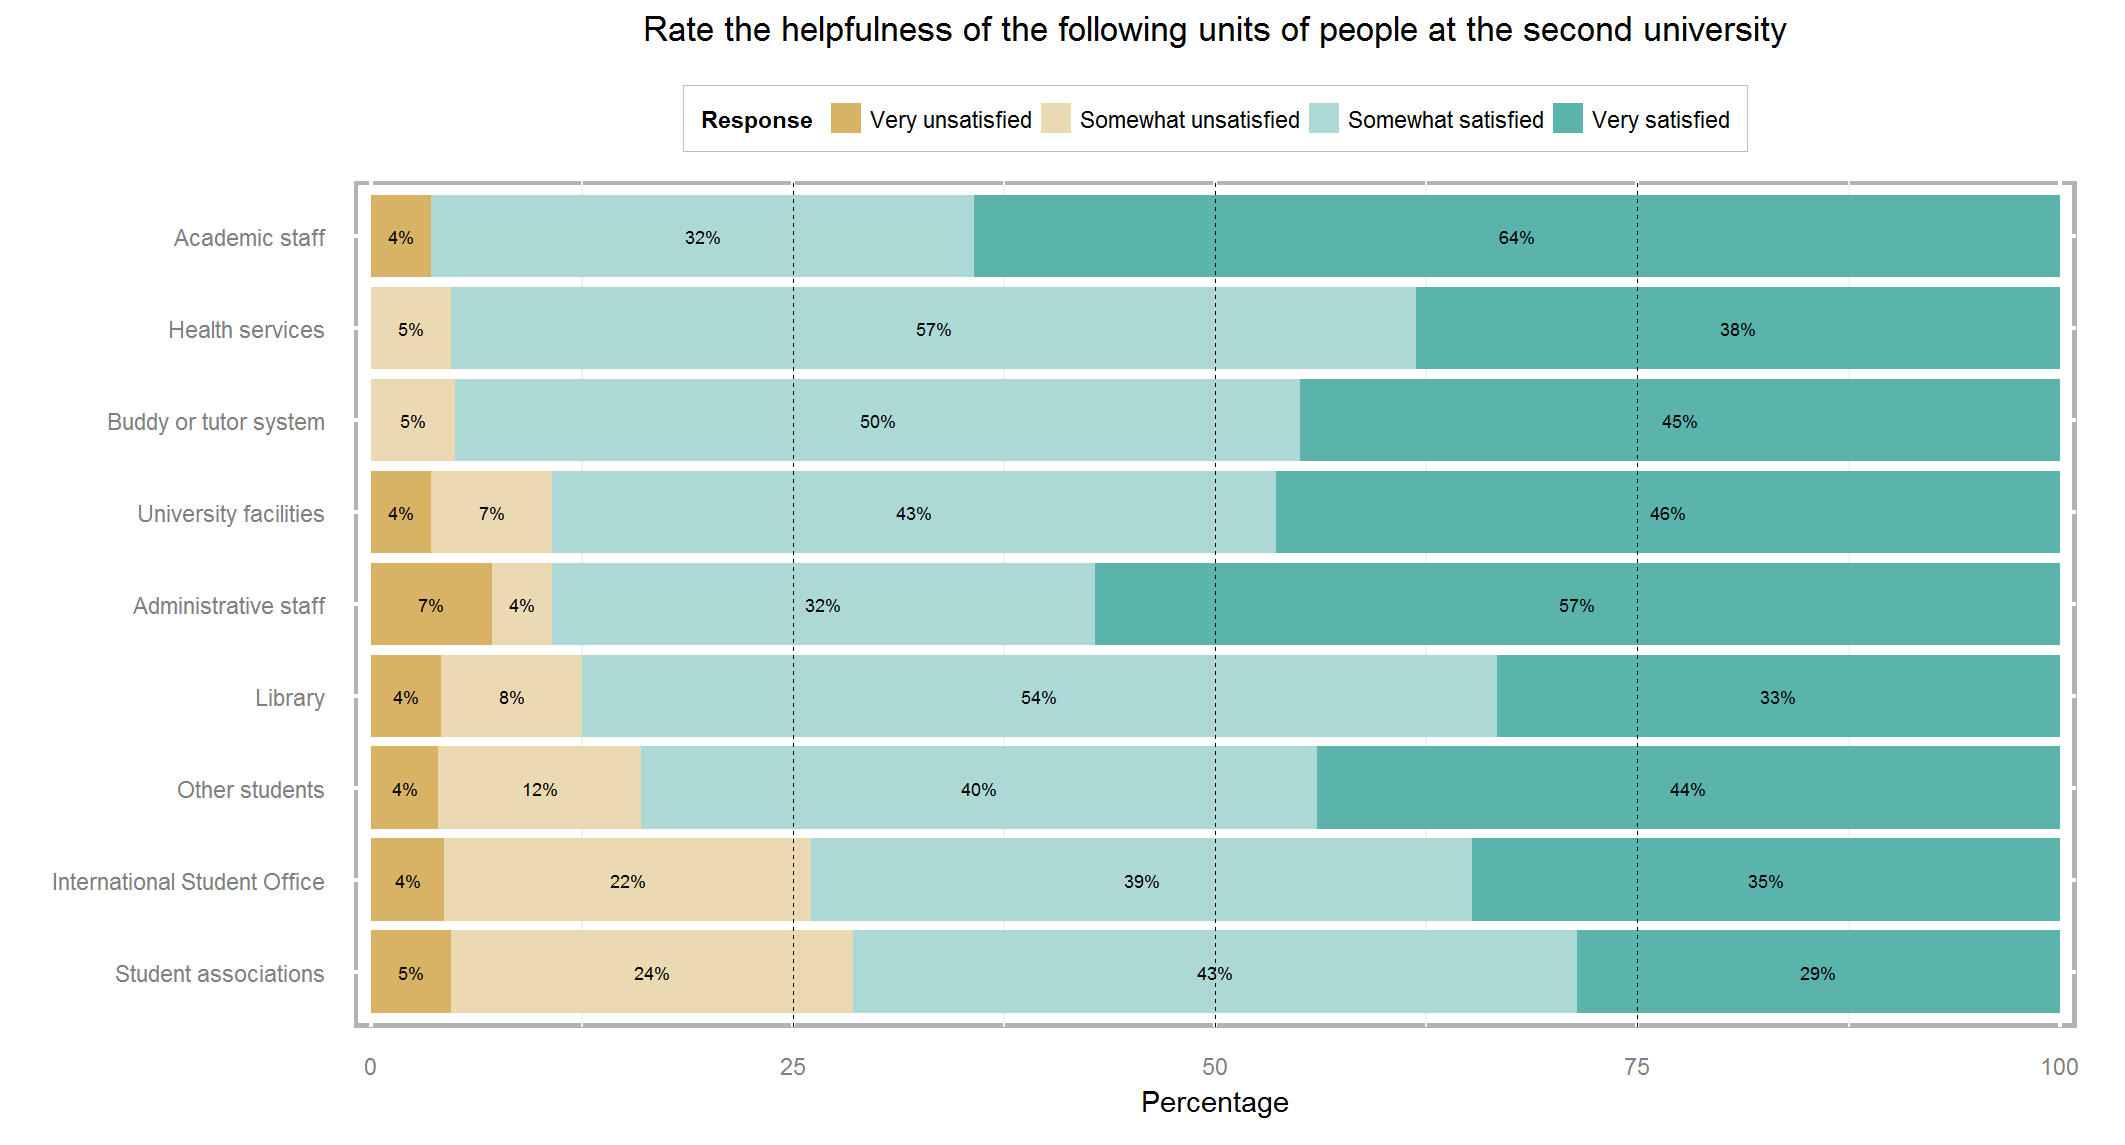 Rate the helpfulness of the following units of people at the second university
Response Very unsatisfied Somewhat unsatisfied Somewhat satisfied Very satisfied
Academic staff 4% 32% 64%
Health services 5% 57% 38%
Buddy or tutor system 5% 50% 45%
University facilities 4% 7% 43% 46%
Administrative staff 7% 4% 32% 57%
Library 4% 8% 54% 33%
Other students 4% 12% 40% 44%
International Student Office 4% 22% 39% 35%
Student associations 5% 24% 43% 29%
0 25 50 75 100
Percentage